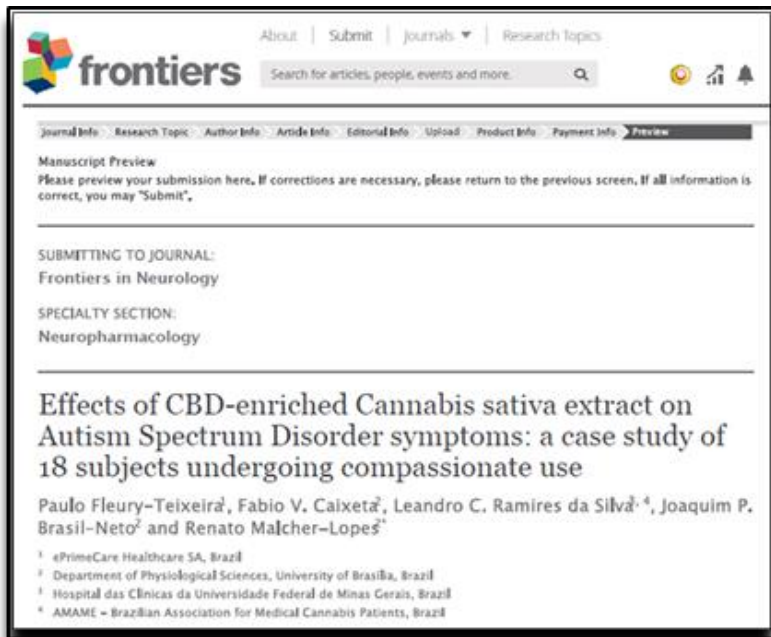 About | Submit | Journals ▼ | Research Topics
frontiers
Search for articles, people, events and more.
Journal Info Research Topic Author Info Article Info Editorial Info Upload Product Info Payment Info Preview
Manuscript Preview
Please preview your submission here. If corrections are necessary, please return to the previous screen. If all information is
correct, you may "Submit".
SUBMITTING TO JOURNAL:
Frontiers in Neurology
SPECIALTY SECTION:
Neuropharmacology
Effects of CBD-enriched Cannabis sativa extract on
Autism Spectrum Disorder symptoms: a case study of
18 subjects undergoing compassionate use
Paulo Fleury-Teixeira¹, Fabio V. Caixeta², Leandro C. Ramires da Silva³˒ ⁴, Joaquim P.
Brasil-Neto² and Renato Malcher-Lopes²*
¹ ePrimeCare Healthcare SA, Brazil
² Department of Physiological Sciences, University of Brasília, Brazil
³ Hospital das Clínicas da Universidade Federal de Minas Gerais, Brazil
⁴ AMAME – Brazilian Association for Medical Cannabis Patients, Brazil